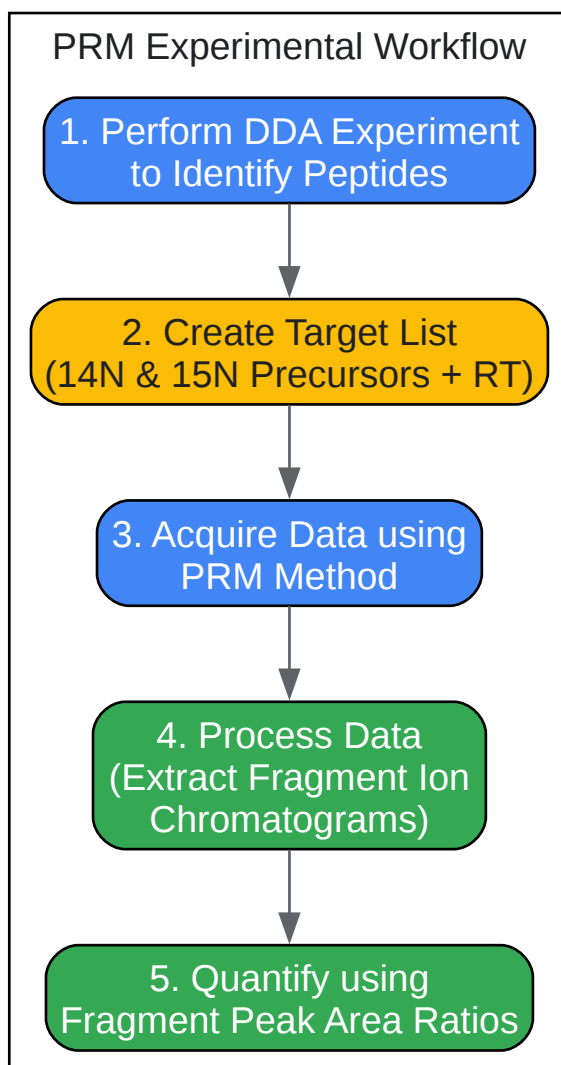 PRM Experimental Workflow
1. Perform DDA Experiment
to Identify Peptides
2. Create Target List
(14N & 15N Precursors + RT)
3. Acquire Data using
PRM Method
4. Process Data
(Extract Fragment Ion
Chromatograms)
5. Quantify using
Fragment Peak Area Ratios